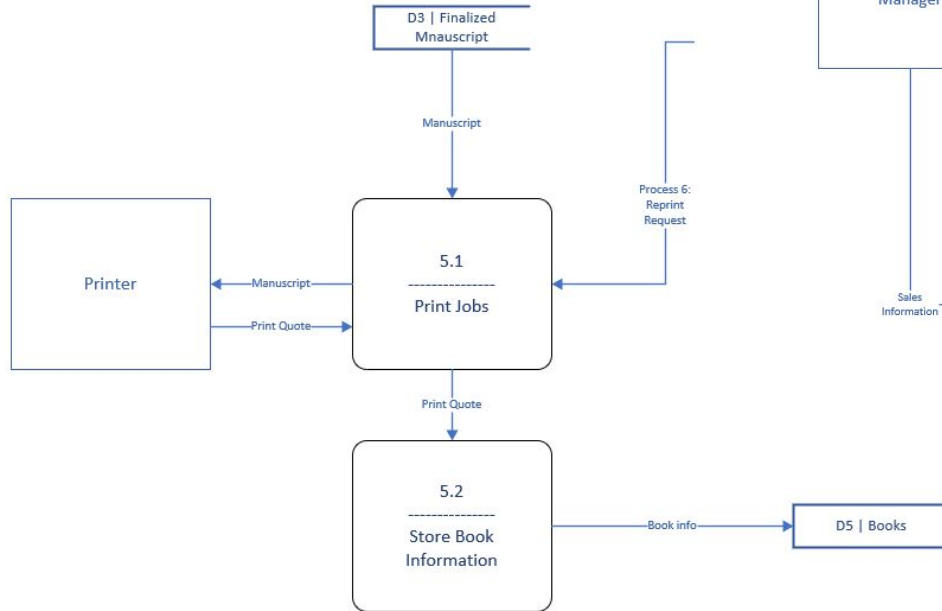 D3 | Finalized
Mnauscript
Manager
Manuscript
Process 6:
Reprint
Request
5.1
---------------
Print Jobs
Printer
Manuscript
Print Quote
Sales
Information
Print Quote
5.2
---------------
Store Book
Information
Book info
D5 | Books